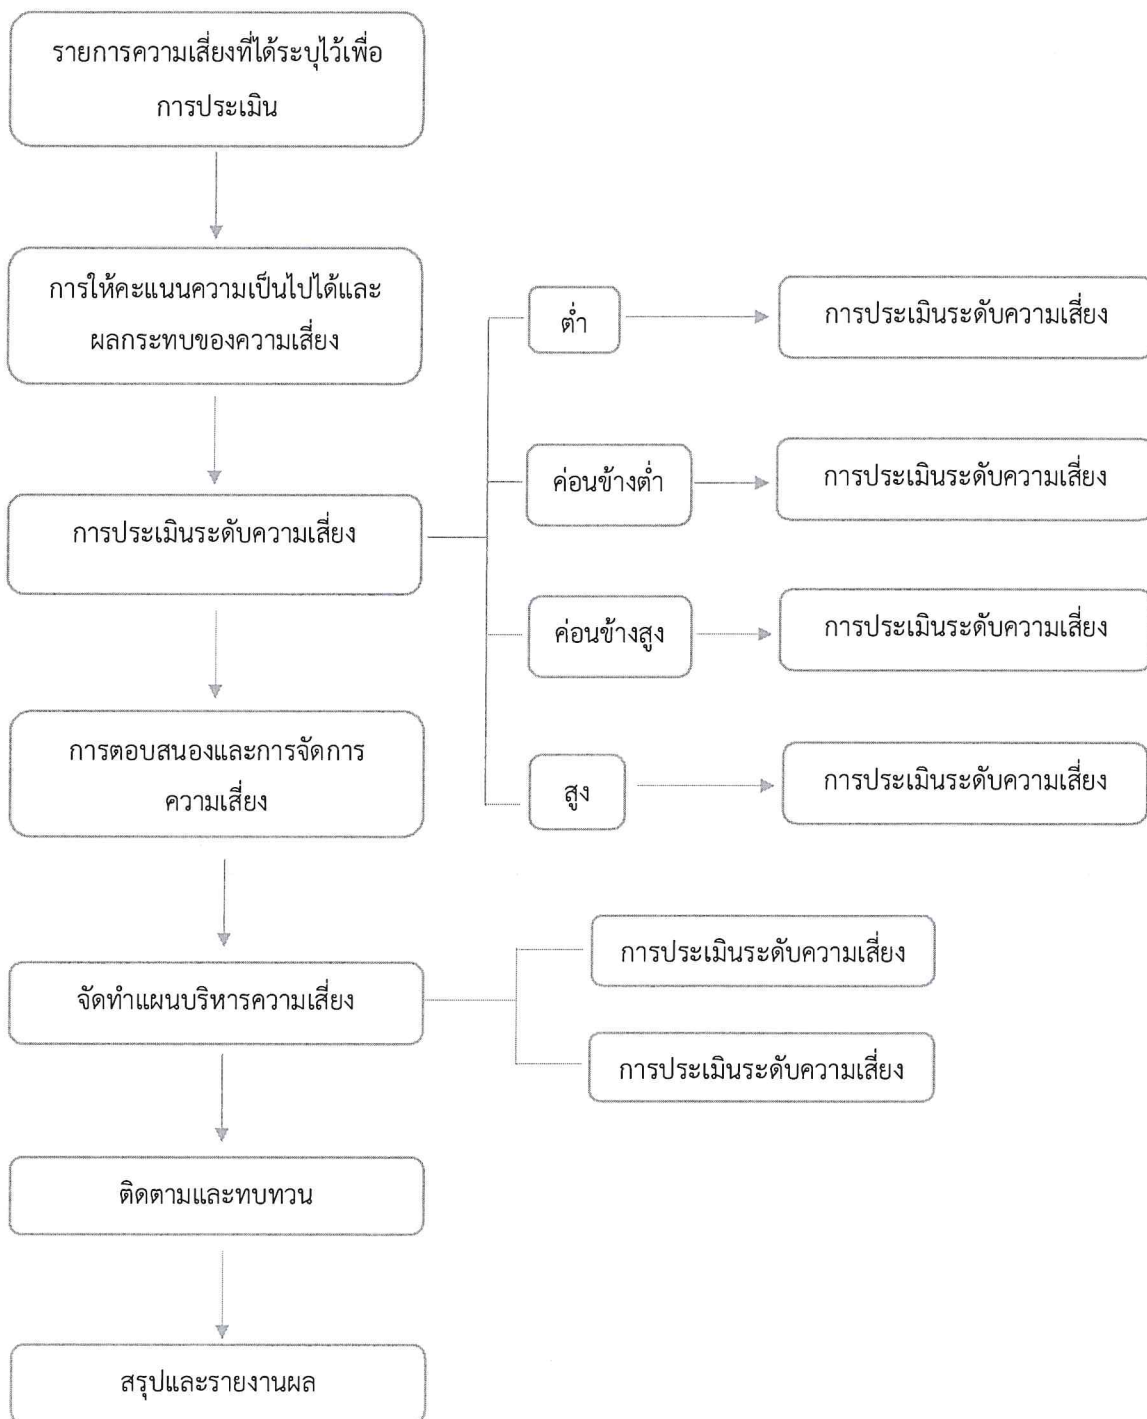 รายการความเสี่ยงที่ได้ระบุไว้เพื่อ
การประเมิน
การให้คะแนนความเป็นไปได้และ
ผลกระทบของความเสี่ยง
การประเมินระดับความเสี่ยง
ต่ำ
การประเมินระดับความเสี่ยง
ค่อนข้างต่ำ
การประเมินระดับความเสี่ยง
ค่อนข้างสูง
การประเมินระดับความเสี่ยง
สูง
การประเมินระดับความเสี่ยง
การตอบสนองและการจัดการ
ความเสี่ยง
จัดทำแผนบริหารความเสี่ยง
การประเมินระดับความเสี่ยง
การประเมินระดับความเสี่ยง
ติดตามและทบทวน
สรุปและรายงานผล